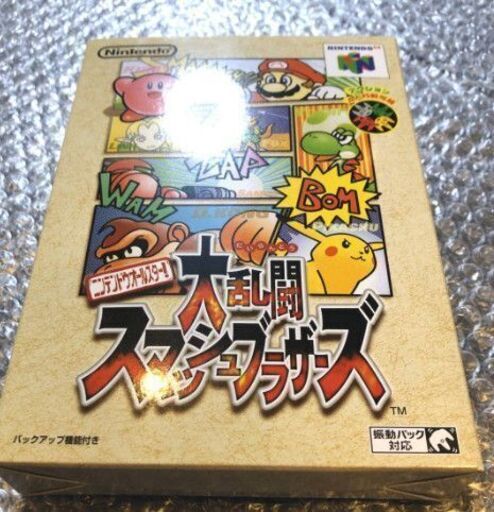 Nintendo
NINTENDO 64
ZAP
WAM
BOM
D.KONG
PIKACHU
ニンテンドウオールスター!
大乱闘
スマッシュブラザーズ
TM
バックアップ機能付き
振動パック
対応